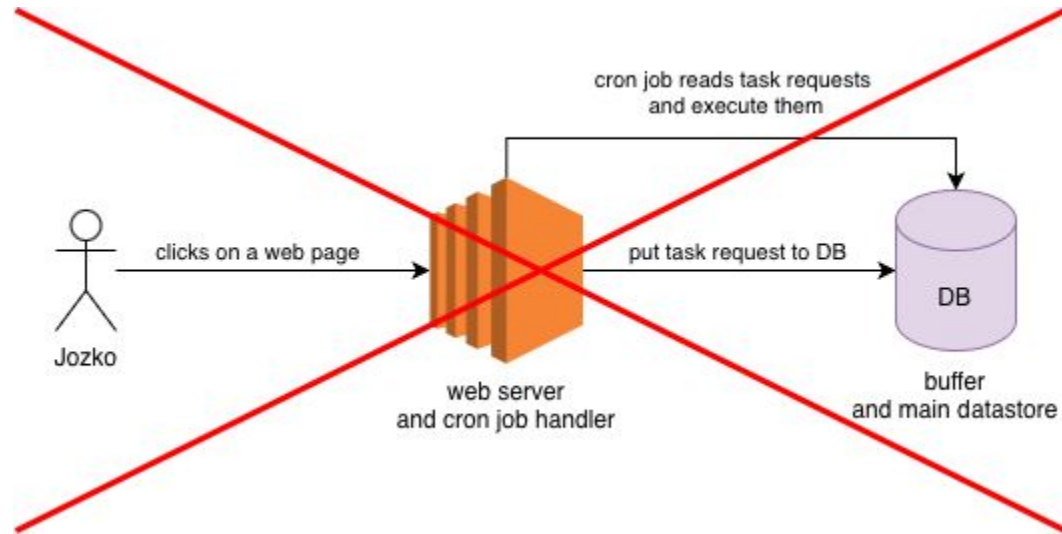 cron job reads task requests
and execute them
clicks on a web page
put task request to DB
DB
Jozko
web server
and cron job handler
buffer
and main datastore